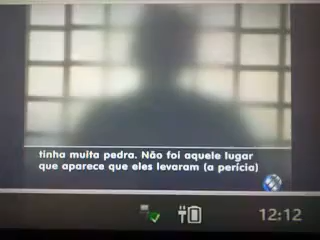 tinha muita pedra. Não foi aquele lugar
que aparece que eles levaram (a perícia)
12:12